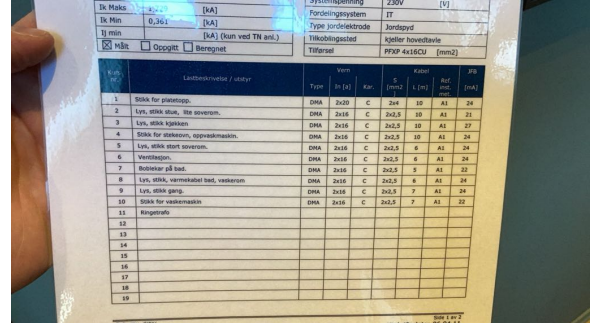 Systemspenning 230V [V]
Ik Maks [kA] Fordelingssystem IT
Ik Min 0,361 [kA] Type jordelektrode Jordspyd
Ij min [kA] (kun ved TN anl.) Tilkoblingssted kjeller hovedtavle
Målt Oppgitt Beregnet Tilførsel PFXP 4x16CU [mm2]
Kurs nr. Lastbeskrivelse / utstyr Vern Kabel JFB
Type In [a] Kar. S [mm2 L [m] Ref. inst. met. [mA]
1 Stikk for platetopp. DMA 2x20 C 2x4 10 A1 24
2 Lys, stikk stue, lite soverom. DMA 2x16 C 2x2,5 10 A1 21
3 Lys, stikk kjøkken DMA 2x16 C 2x2,5 10 A1 27
4 Stikk for stekeovn, oppvaskmaskin. DMA 2x16 C 2x2,5 10 A1 24
5 Lys, stikk stort soverom. DMA 2x16 C 2x2,5 6 A1 24
6 Ventilasjon. DMA 2x16 C 2x2,5 6 A1 24
7 Boblekar på bad. DMA 2x16 C 2x2,5 5 A1 22
8 Lys, stikk, varmekabel bad, vaskerom DMA 2x16 C 2x2,5 6 A1 24
9 Lys, stikk gang. DMA 2x16 C 2x2,5 7 A1 24
10 Stikk for vaskemaskin DMA 2x16 C 2x2,5 7 A1 22
11 Ringetrafo
12
13
14
15
16
17
18
19
Side 1 av 2